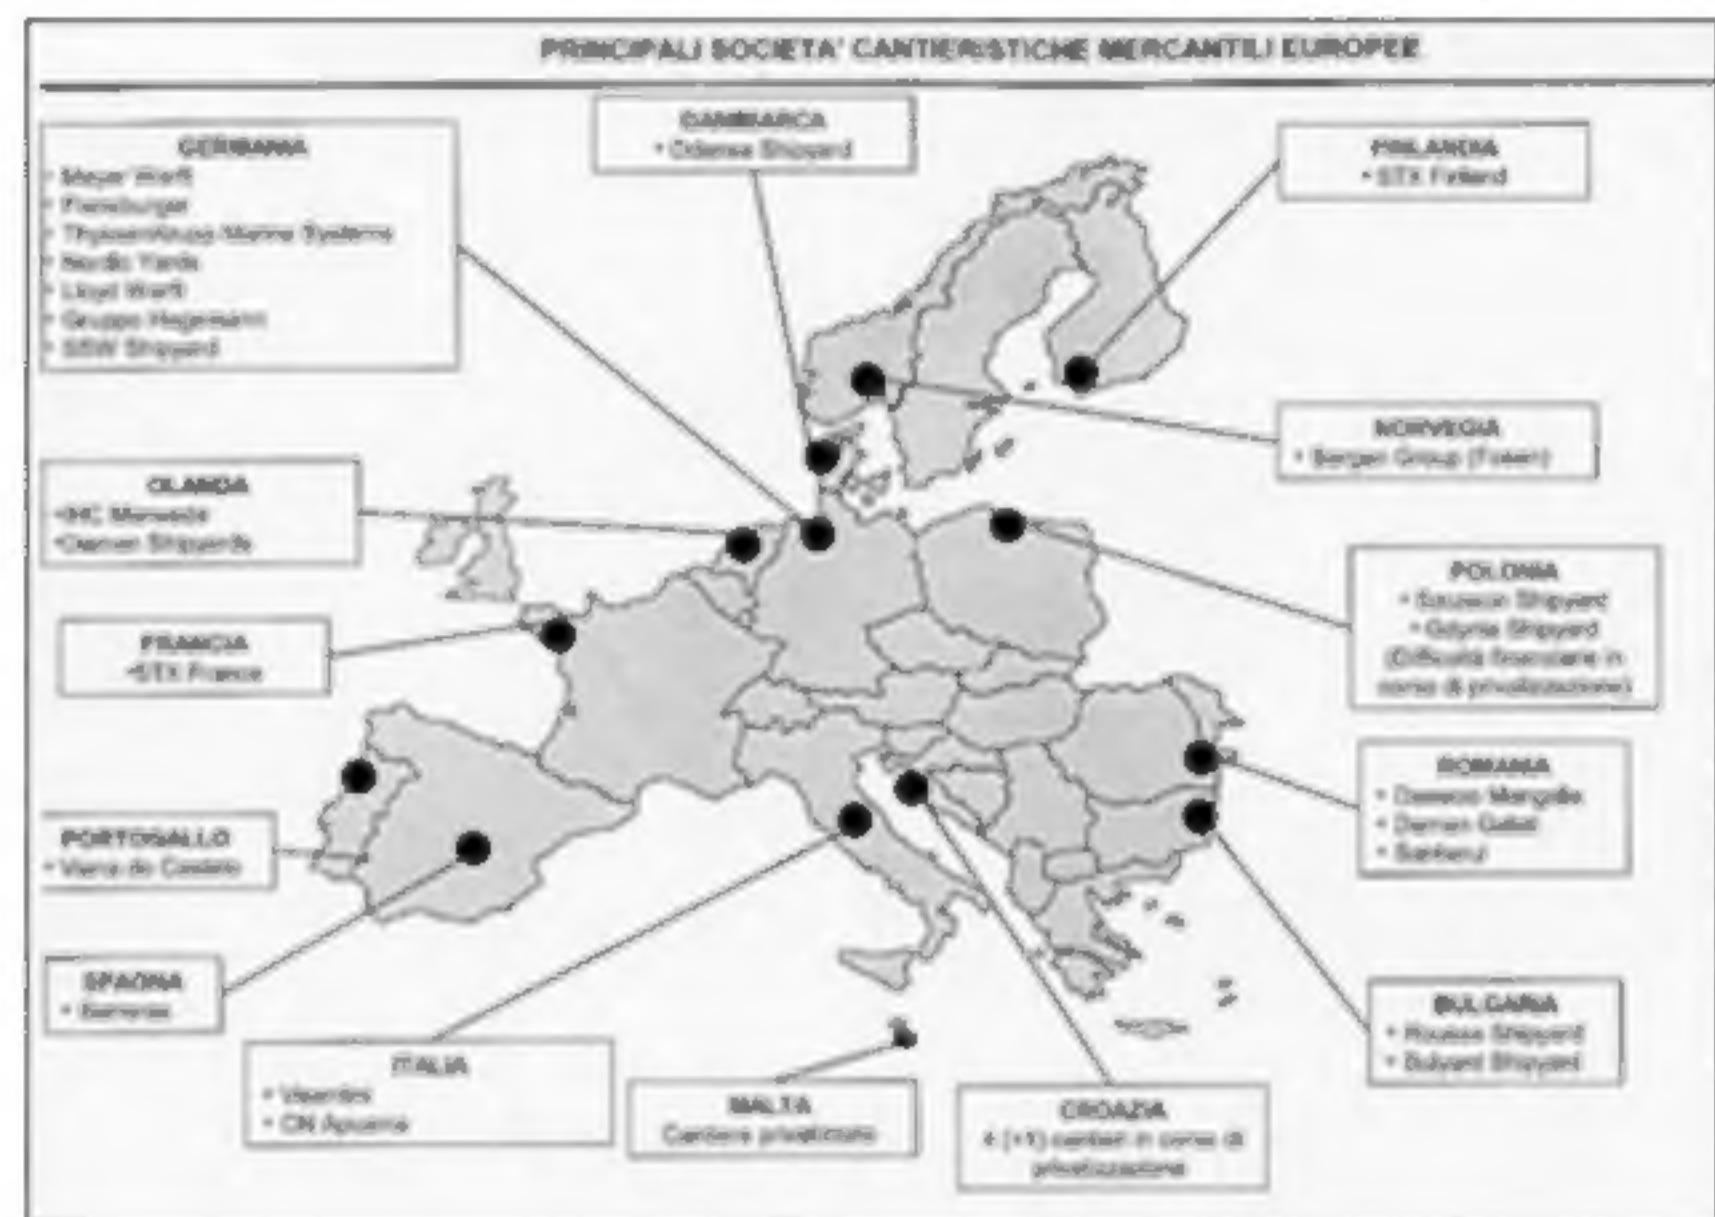 PRINCIPALI SOCIETA' CANTIERISTICHE MERCANTILI EUROPEE
GERMANIA
• Meyer Werft
• Flensburger
• ThyssenKrupp Marine Systems
• Nordic Yards
• Lloyd Werft
• Gruppo Hegemann
• SSW Shipyard
DANIMARCA
• Odense Shipyard
FINLANDIA
• STX Finland
NORVEGIA
• Bergen Group (Fosen)
OLANDA
•IHC Merwede
•Damen Shipyards
FRANCIA
•STX France
POLONIA
• Shipyard
• Gdynia Shipyard
(Difficoltà finanziarie in
corso di privatizzazione)
ROMANIA
• Daewoo Mangalia
• Damen Galati
PORTOGALLO
• Viana do Castelo
SPAGNA
• Barreras
ITALIA
• Visentini
• CN Apuania
MALTA
Cantiere privatizzato
CROAZIA
4 (+1) cantieri in corso di
privatizzazione
BULGARIA
• Rousse Shipyard
• Bulyard Shipyard